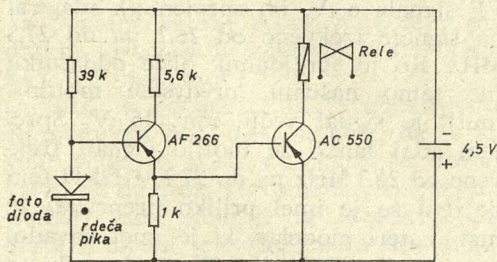 Rele
39 k
5,6 k
AF 266
AC 550
−
4,5 V
+
foto
dioda
rdeča
pika
1 k